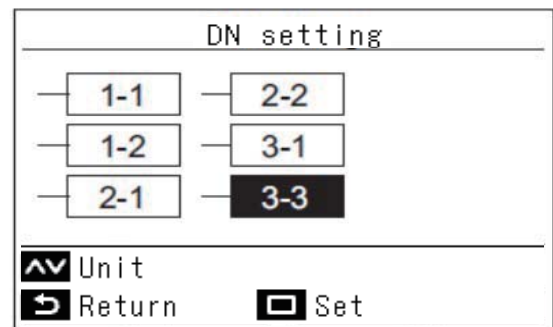 DN setting
1-1 2-2
1-2 3-1
2-1 3-3
Unit
Return Set